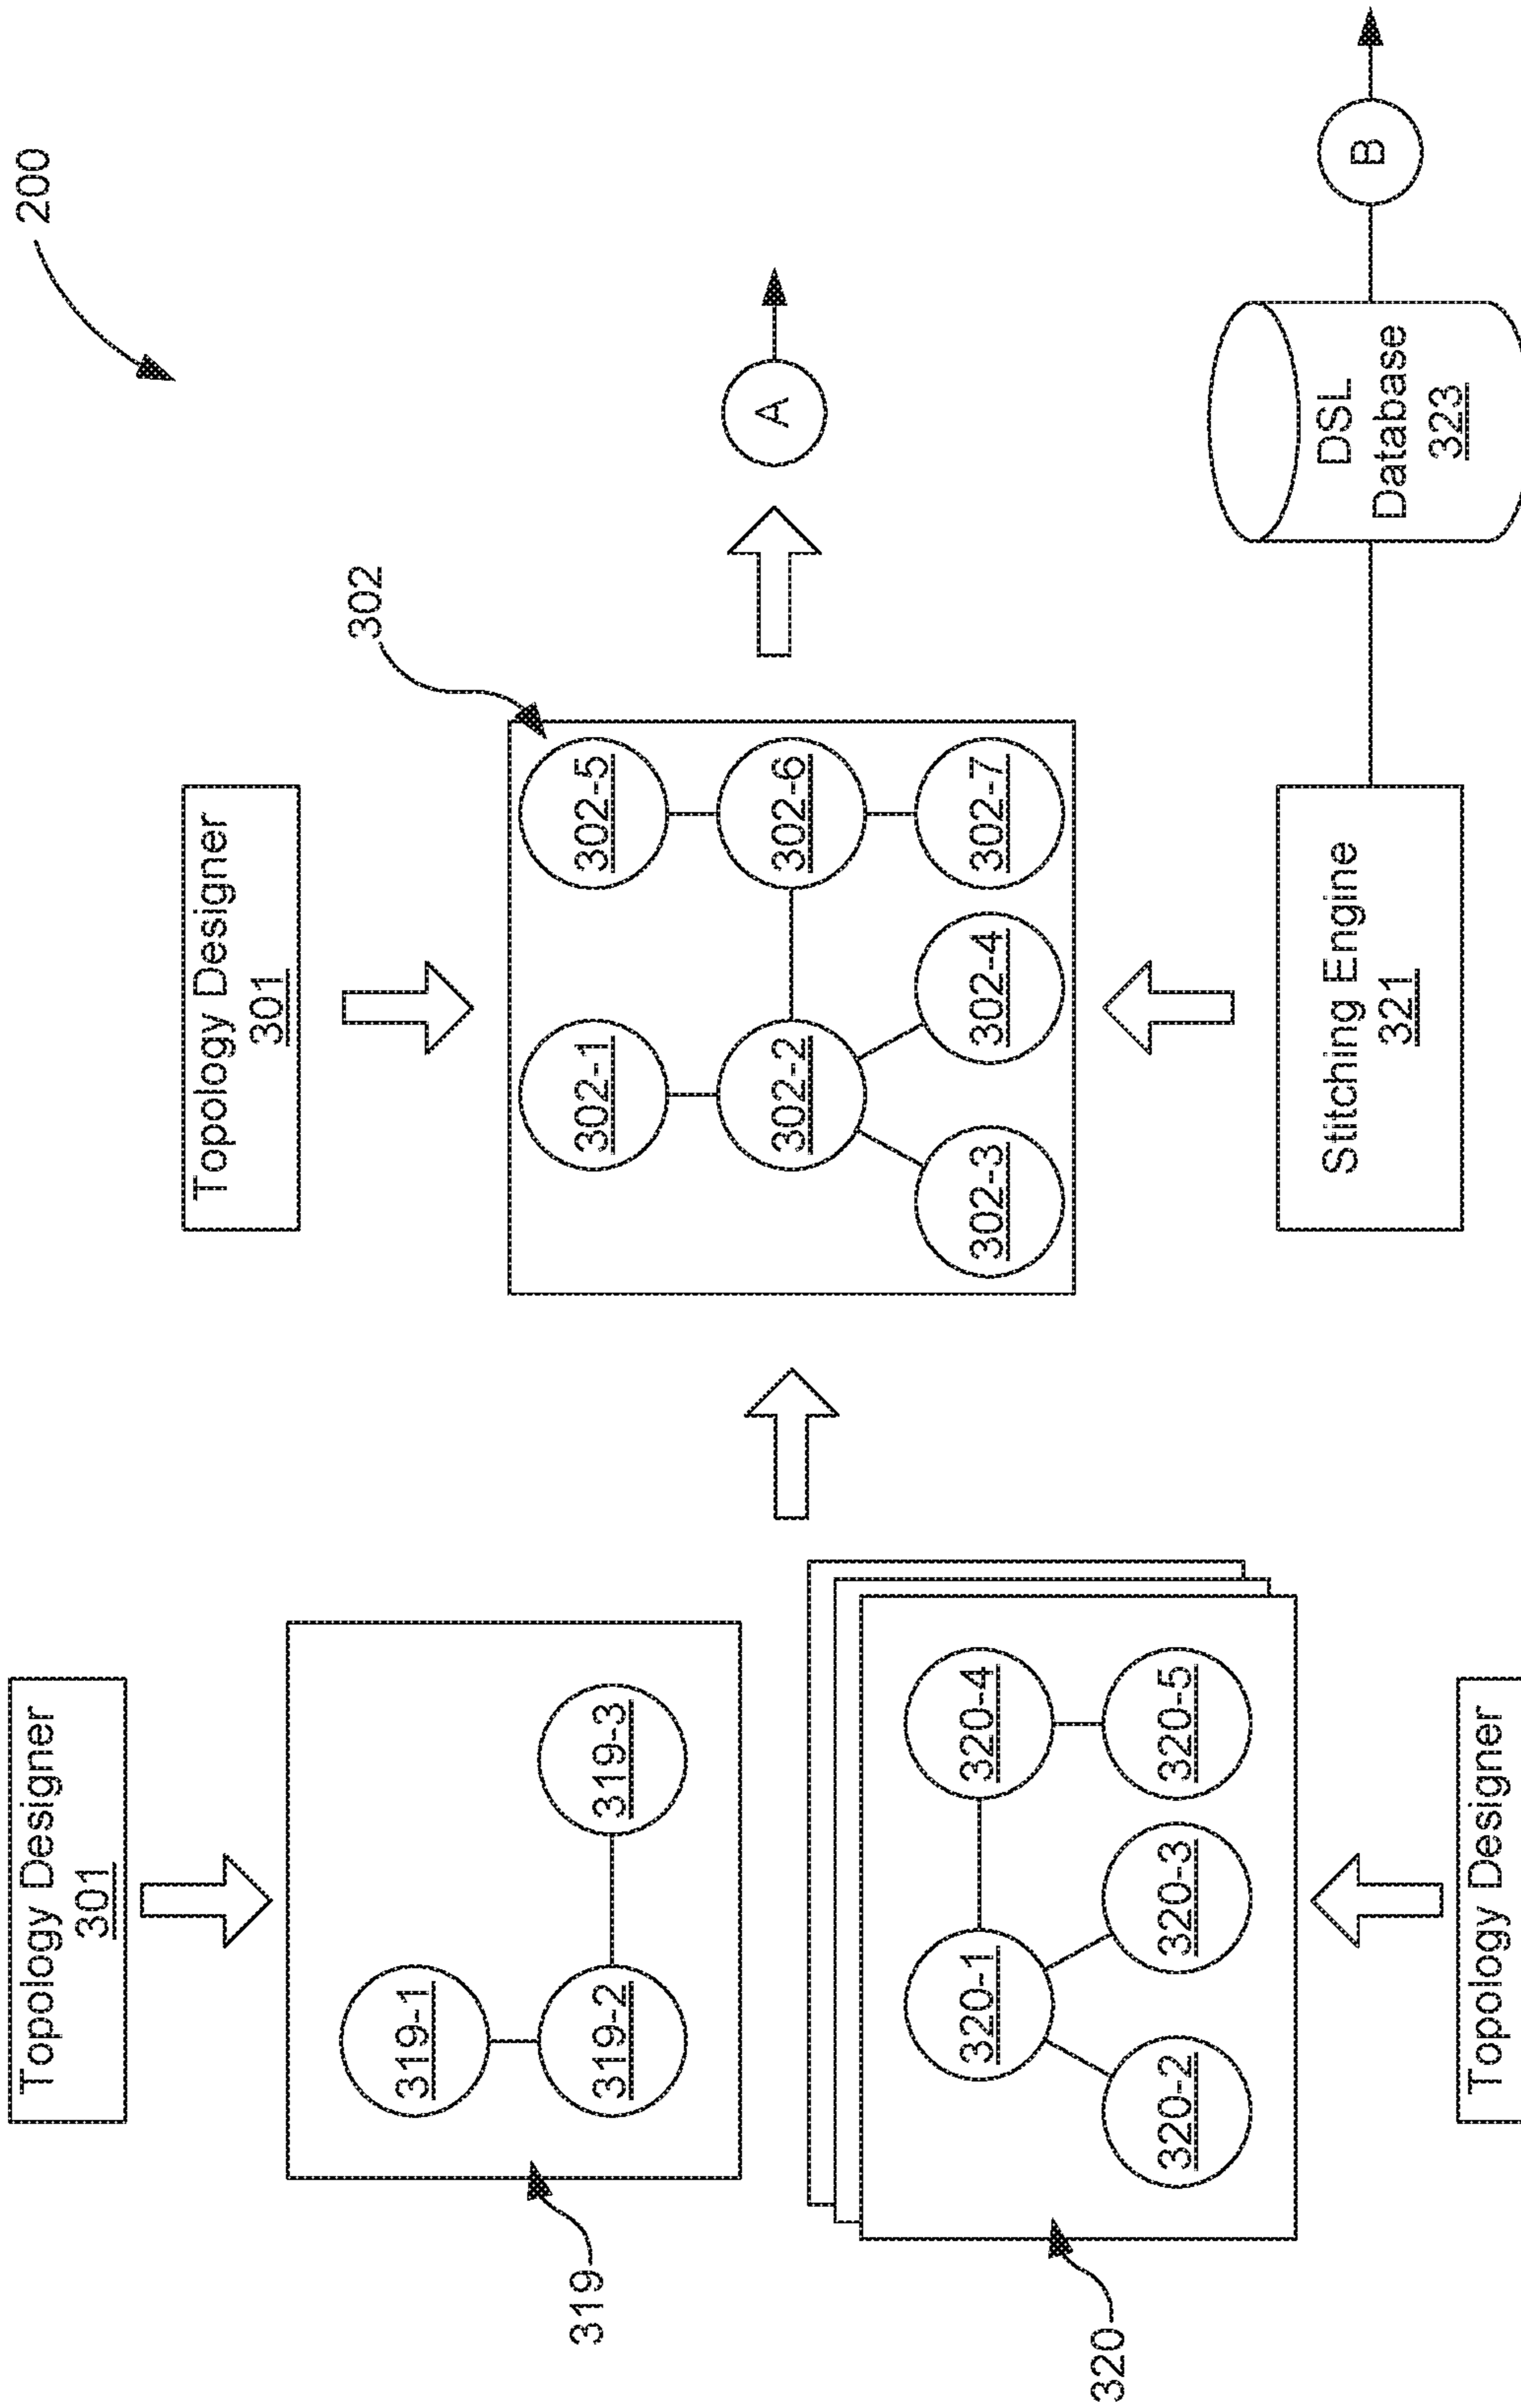 200
Topology Designer
301
319-1
319-2
319-3
319
320-1
320-2
320-3
320-4
320-5
320
Topology Designer
Topology Designer
301
302
302-1
302-2
302-3
302-4
302-5
302-6
302-7
Stitching Engine
321
DSL
Database
323
A
B